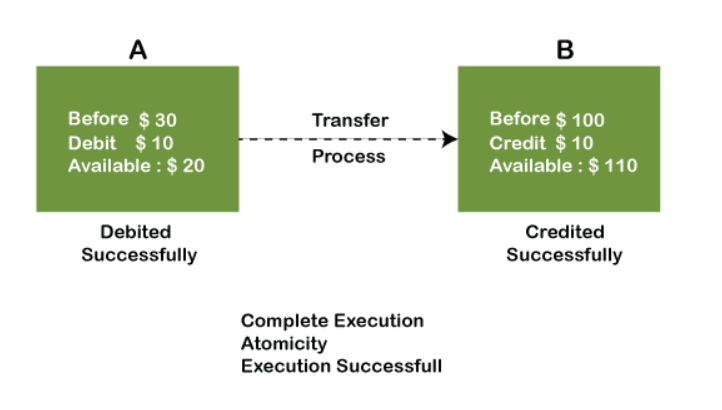 A
Before $ 30
Debit $ 10
Available : $ 20
Debited
Successfully
Transfer
Process
B
Before $ 100
Credit $ 10
Available : $ 110
Credited
Successfully
Complete Execution
Atomicity
Execution Successfull